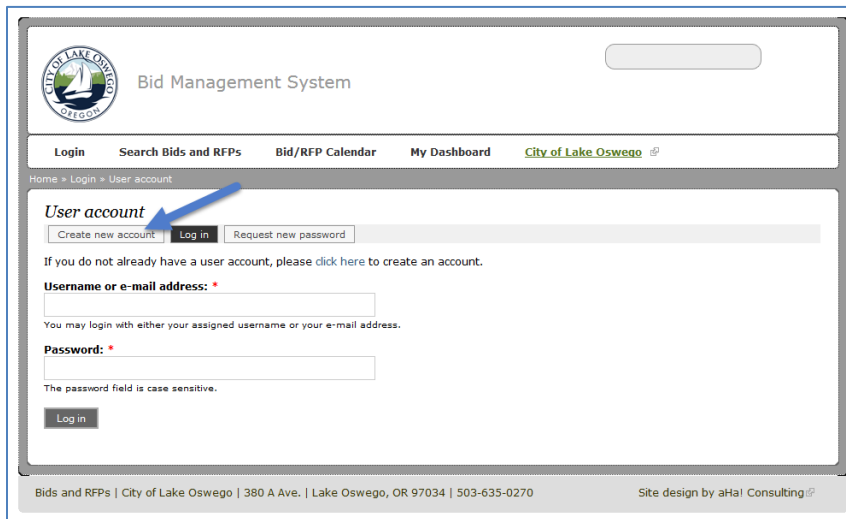 CITY OF LAKE OSWEGO
OREGON
Bid Management System
Login Search Bids and RFPs Bid/RFP Calendar My Dashboard City of Lake Oswego
Home » Login » User account
User account
Create new account Log in Request new password
If you do not already have a user account, please click here to create an account.
Username or e-mail address: *
You may login with either your assigned username or your e-mail address.
Password: *
The password field is case sensitive.
Log in
Bids and RFPs | City of Lake Oswego | 380 A Ave. | Lake Oswego, OR 97034 | 503-635-0270 Site design by aHa! Consulting